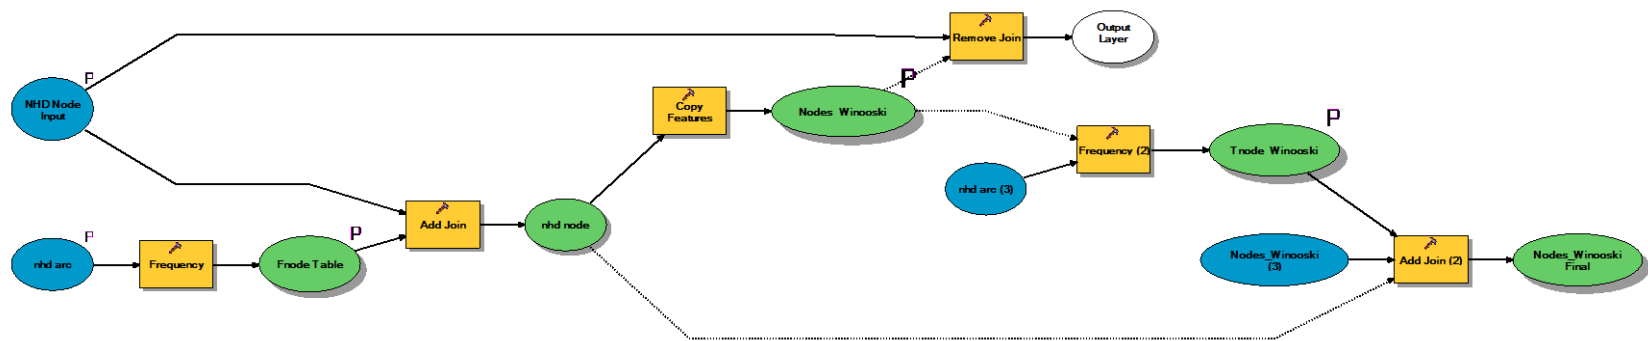 Remove Join
Output
Layer
P
NHD Node
Input
Copy
Features
P
Nodes_Winooski
Frequency (2)
P
Tnode_Winooski
nhd arc (3)
Add Join
nhd node
P
nhd arc
Frequency
P
Fnode Table
Nodes_Winooski
(3)
Add Join (2)
Nodes_Winooski
Final